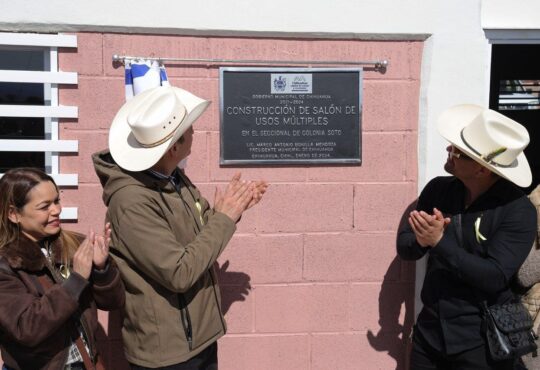 GOBIERNO MUNICIPAL DE CHIHUAHUA
2021-2024
CONSTRUCCIÓN DE SALÓN DE
USOS MÚLTIPLES
EN EL SECCIONAL DE COLONIA SOTO
LIC. MARCO ANTONIO BONILLA MENDOZA
PRESIDENTE MUNICIPAL DE CHIHUAHUA
CHIHUAHUA, CHIH., ENERO DE 2024